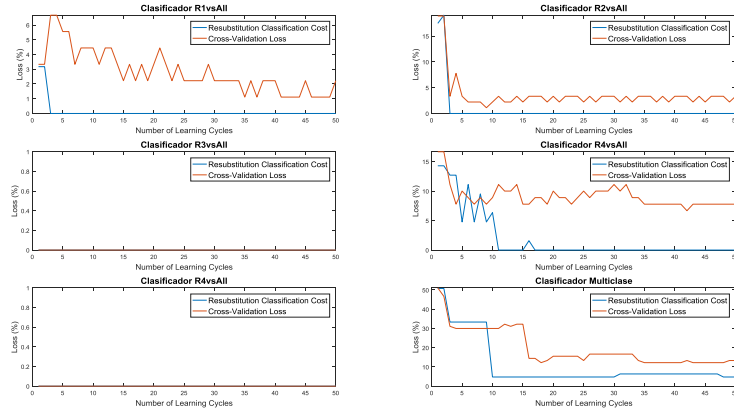 Clasificador R1vsAll
Loss (%)
6
5
4
3
2
1
0
Resubstitution Classification Cost
Cross-Validation Loss
0 5 10 15 20 25 30 35 40 45 50
Number of Learning Cycles
Clasificador R2vsAll
Loss (%)
15
10
5
0
Resubstitution Classification Cost
Cross-Validation Loss
0 5 10 15 20 25 30 35 40 45 50
Number of Learning Cycles
Clasificador R3vsAll
Loss (%)
1
0.8
0.6
0.4
0.2
0
Resubstitution Classification Cost
Cross-Validation Loss
0 5 10 15 20 25 30 35 40 45 50
Number of Learning Cycles
Clasificador R4vsAll
Loss (%)
15
10
5
0
Resubstitution Classification Cost
Cross-Validation Loss
0 5 10 15 20 25 30 35 40 45 50
Number of Learning Cycles
Clasificador R4vsAll
Loss (%)
1
0.8
0.6
0.4
0.2
0
Resubstitution Classification Cost
Cross-Validation Loss
0 5 10 15 20 25 30 35 40 45 50
Number of Learning Cycles
Clasificador Multiclase
Loss (%)
50
40
30
20
10
0
Resubstitution Classification Cost
Cross-Validation Loss
0 5 10 15 20 25 30 35 40 45 50
Number of Learning Cycles